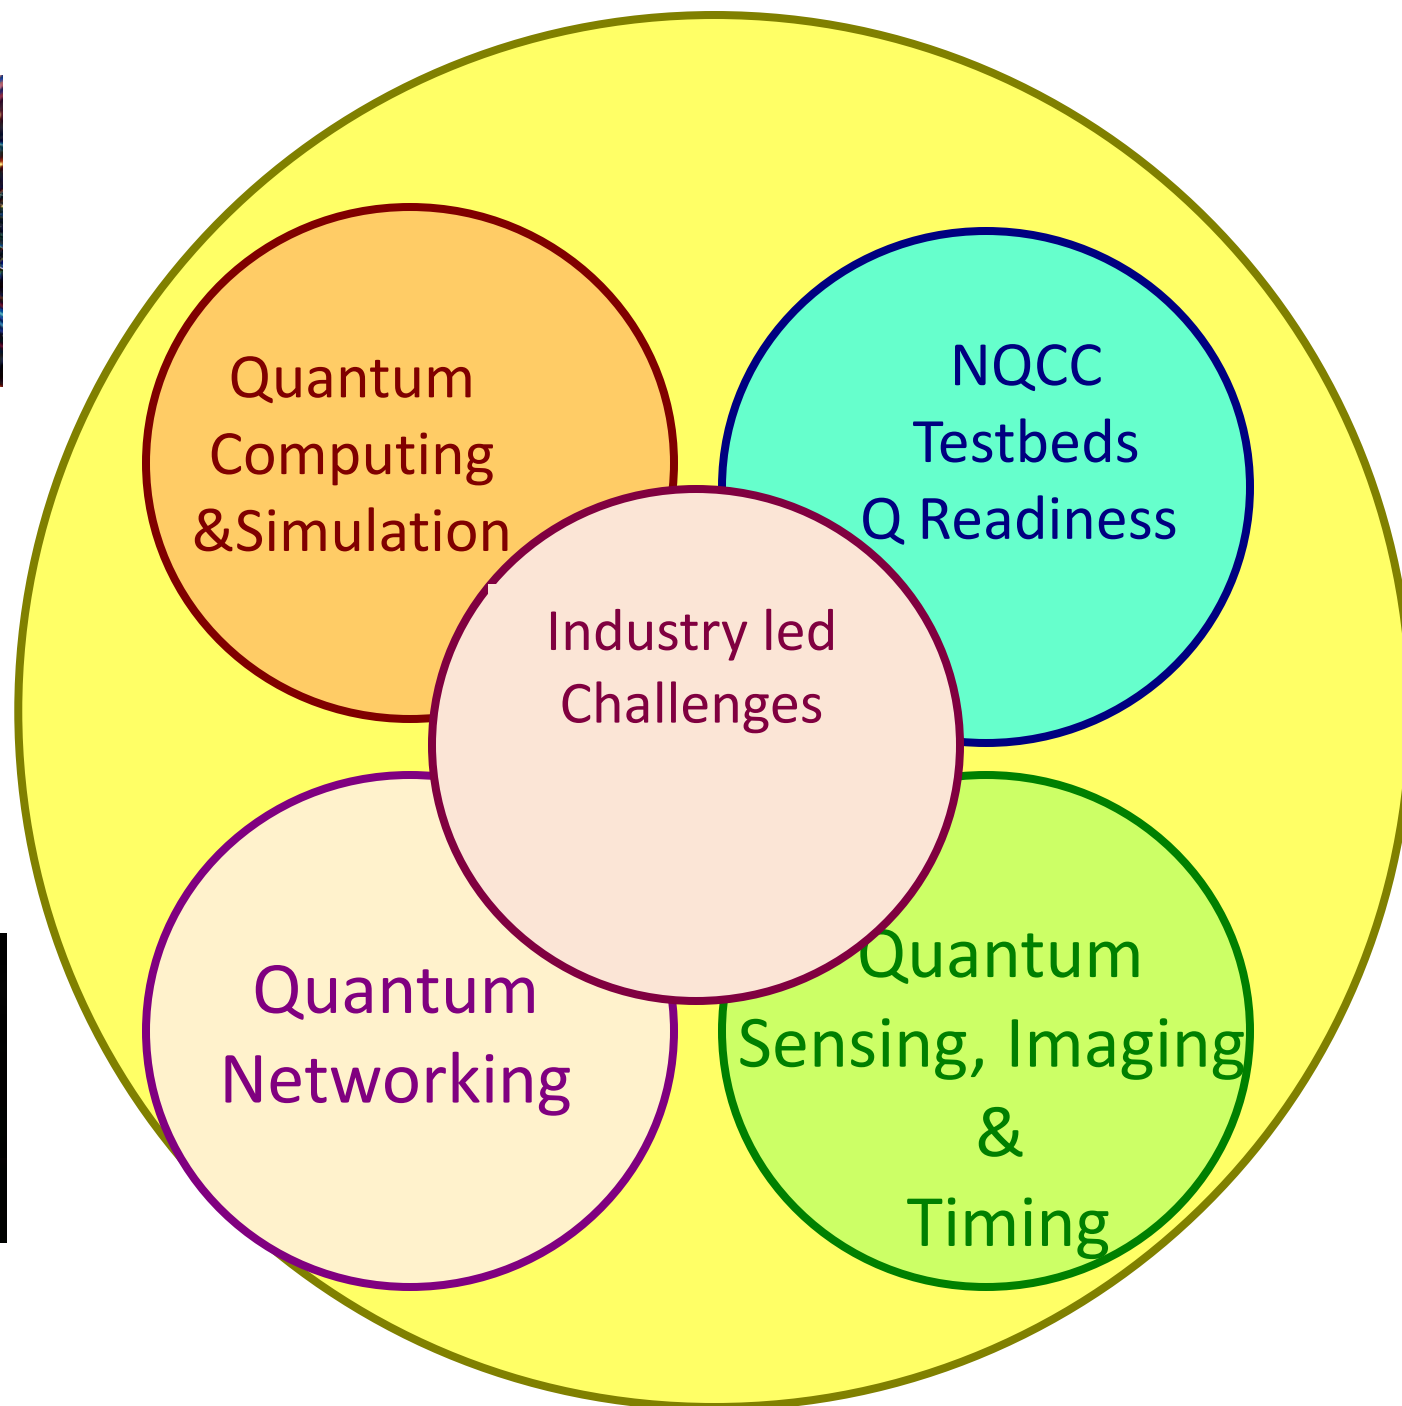 Quantum
Computing
&Simulation
NQCC
Testbeds
Q Readiness
Industry led
Challenges
Quantum
Networking
Quantum
Sensing, Imaging
&
Timing